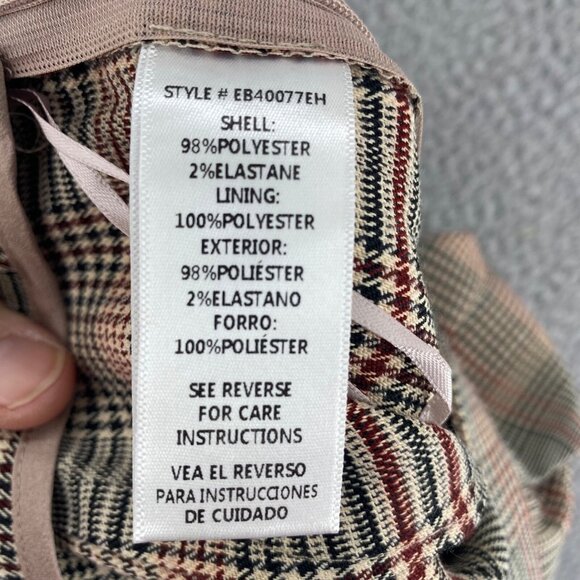 STYLE # EB40077EH
SHELL:
98%POLYESTER
2%ELASTANE
LINING:
100%POLYESTER
EXTERIOR:
98%POLIÉSTER
2%ELASTANO
FORRO:
100%POLIÉSTER
SEE REVERSE
FOR CARE
INSTRUCTIONS
VEA EL REVERSO
PARA INSTRUCCIONES
DE CUIDADO